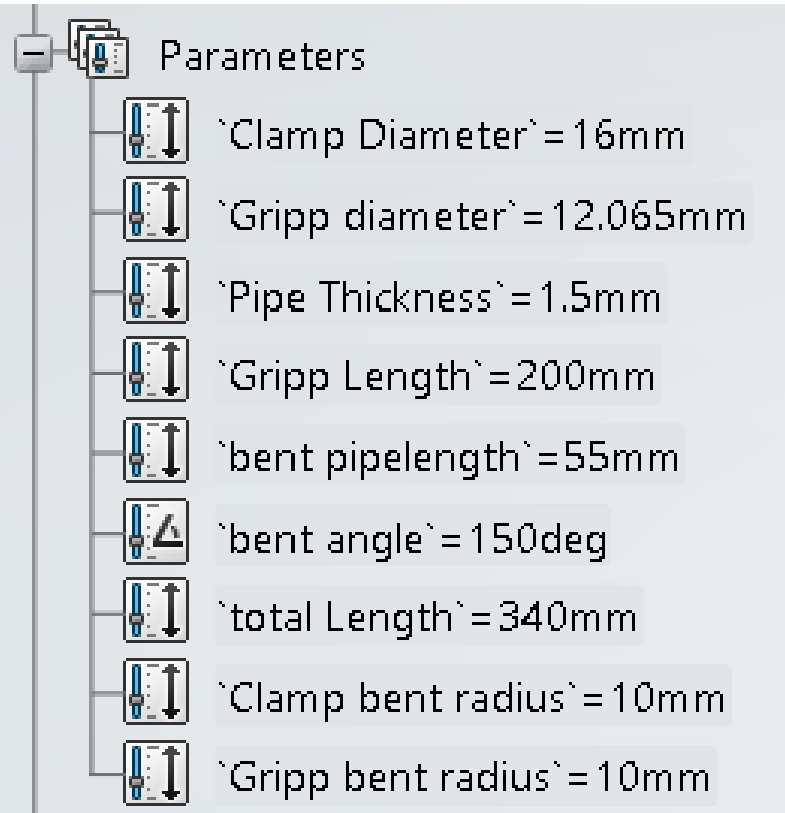 Parameters
`Clamp Diameter`=16mm
`Gripp diameter`=12.065mm
`Pipe Thickness`=1.5mm
`Gripp Length`=200mm
`bent pipelength`=55mm
`bent angle`=150deg
`total Length`=340mm
`Clamp bent radius`=10mm
`Gripp bent radius`=10mm